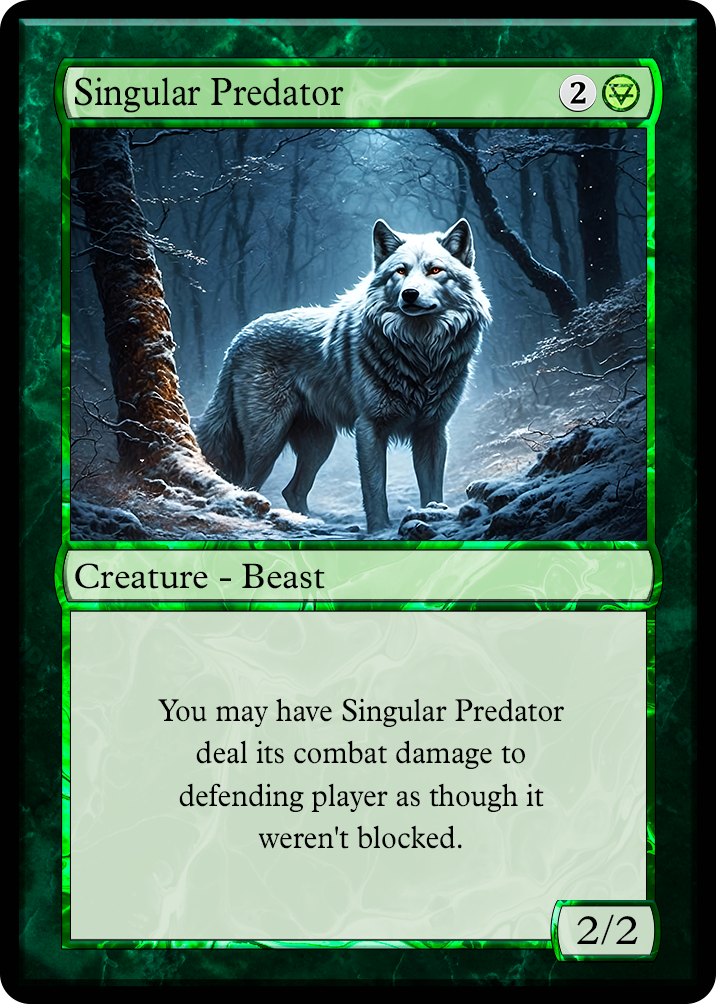 Singular Predator 2
Creature - Beast
You may have Singular Predator
deal its combat damage to
defending player as though it
weren't blocked.
2/2